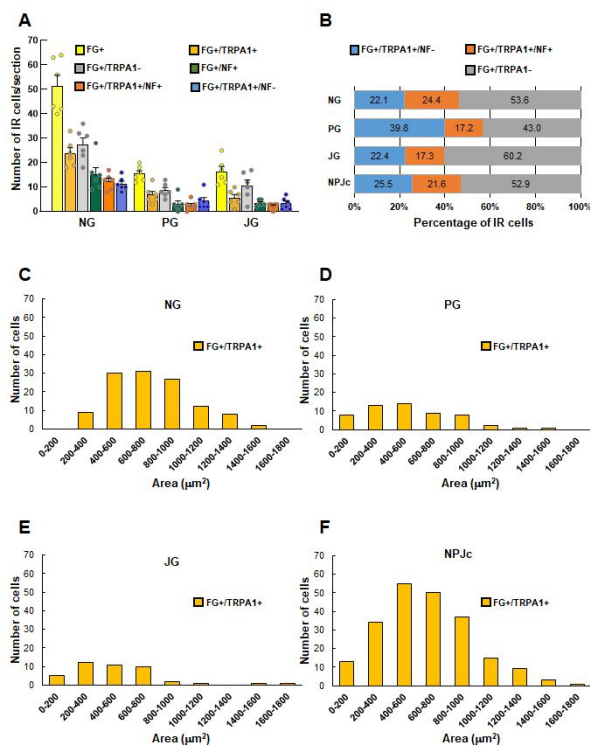 A
FG+
FG+/TRPA1+
FG+/TRPA1-
FG+/NF+
FG+/TRPA1+/NF+
FG+/TRPA1+/NF-
Number of IR cells/section
70
60
50
40
30
20
10
0
NG PG JG
B
FG+/TRPA1+/NF-
FG+/TRPA1+/NF+
FG+/TRPA1-
NG 22.1 24.4 53.6
PG 39.8 17.2 43.0
JG 22.4 17.3 60.2
NPJc 25.5 21.6 52.9
0% 20% 40% 60% 80% 100%
Percentage of IR cells
C
NG
FG+/TRPA1+
Number of cells
70
60
50
40
30
20
10
0
0-200 200-400 400-600 600-800 800-1000 1000-1200 1200-1400 1400-1600 1600-1800
Area (μm²)
D
PG
FG+/TRPA1+
Number of cells
70
60
50
40
30
20
10
0
0-200 200-400 400-600 600-800 800-1000 1000-1200 1200-1400 1400-1600 1600-1800
Area (μm²)
E
JG
FG+/TRPA1+
Number of cells
70
60
50
40
30
20
10
0
0-200 200-400 400-600 600-800 800-1000 1000-1200 1200-1400 1400-1600 1600-1800
Area (μm²)
F
NPJc
FG+/TRPA1+
Number of cells
70
60
50
40
30
20
10
0
0-200 200-400 400-600 600-800 800-1000 1000-1200 1200-1400 1400-1600 1600-1800
Area (μm²)